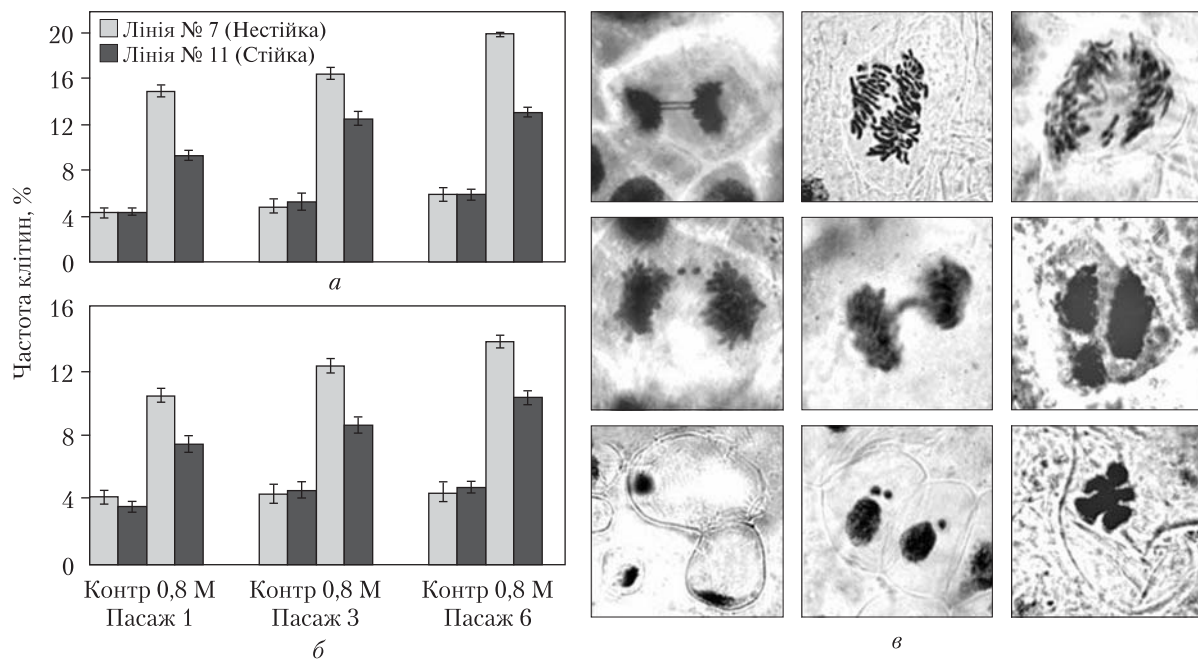 Частота клітин, %
20
16
12
8
4
0
Лінія № 7 (Нестійка)
Лінія № 11 (Стійка)
а
16
12
8
4
0
Контр 0,8 М
Пасаж 1
Контр 0,8 М
Пасаж 3
Контр 0,8 М
Пасаж 6
б
в